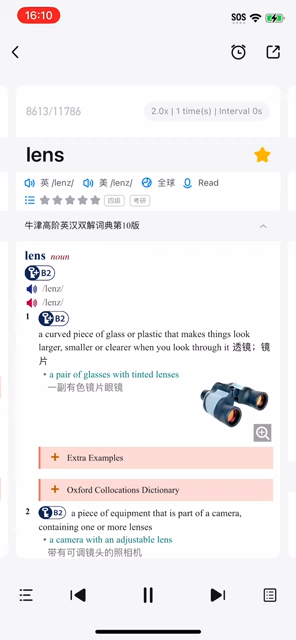 16:10
SOS
8613/11786
2.0x | 1 time(s) | Interval 0s
lens
英 /lenz/ 美 /lenz/ 全球 Read
四级 考研
牛津高阶英汉双解词典第10版
lens noun
B2
/lenz/
/lenz/
1 B2
a curved piece of glass or plastic that makes things look
larger, smaller or clearer when you look through it 透镜；镜
片
• a pair of glasses with tinted lenses
一副有色镜片眼镜
+ Extra Examples
+ Oxford Collocations Dictionary
2 B2 a piece of equipment that is part of a camera,
containing one or more lenses
• a camera with an adjustable lens
带有可调镜头的照相机